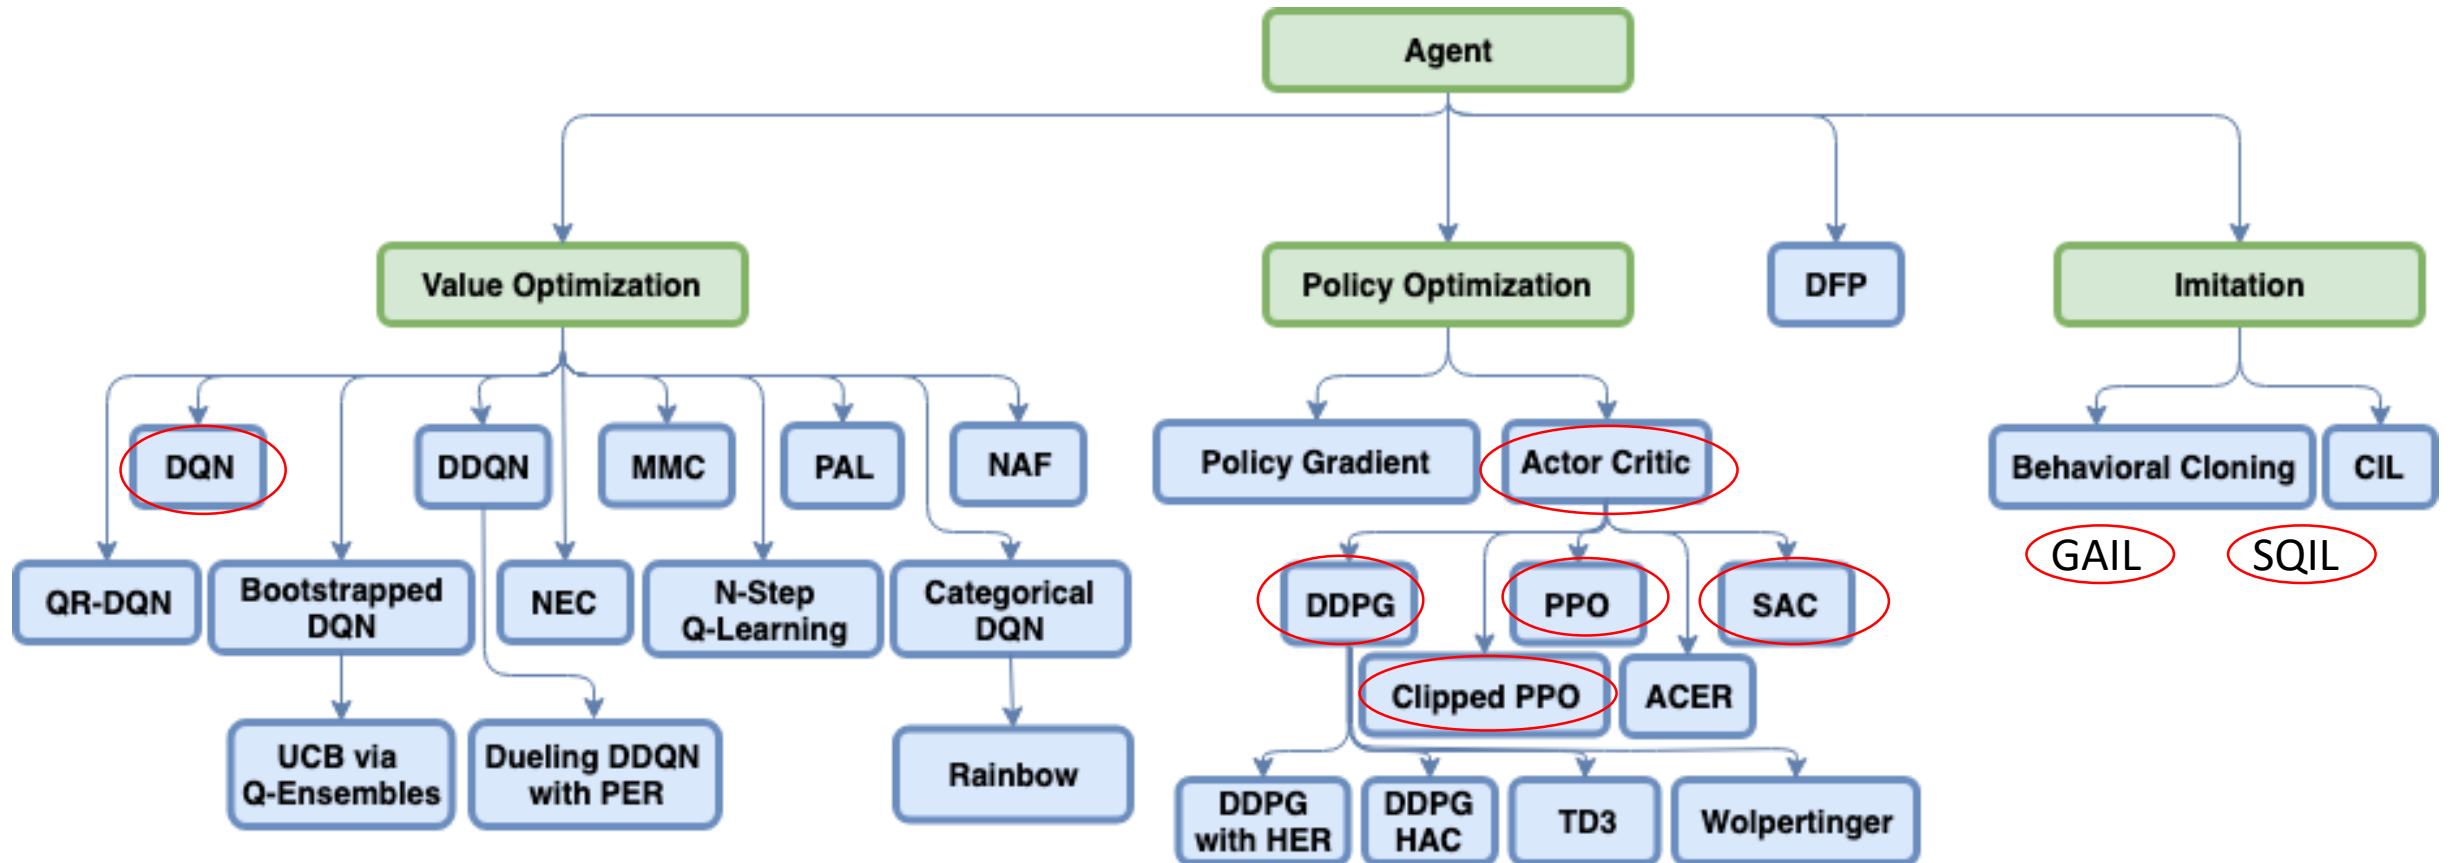 Agent
Value Optimization
Policy Optimization
DFP
Imitation
DQN
DDQN
MMC
PAL
NAF
Policy Gradient
Actor Critic
Behavioral Cloning
CIL
GAIL
SQIL
QR-DQN
Bootstrapped
DQN
NEC
N-Step
Q-Learning
Categorical
DQN
DDPG
PPO
SAC
Clipped PPO
ACER
UCB via
Q-Ensembles
Dueling DDQN
with PER
Rainbow
DDPG
with HER
DDPG
HAC
TD3
Wolpertinger